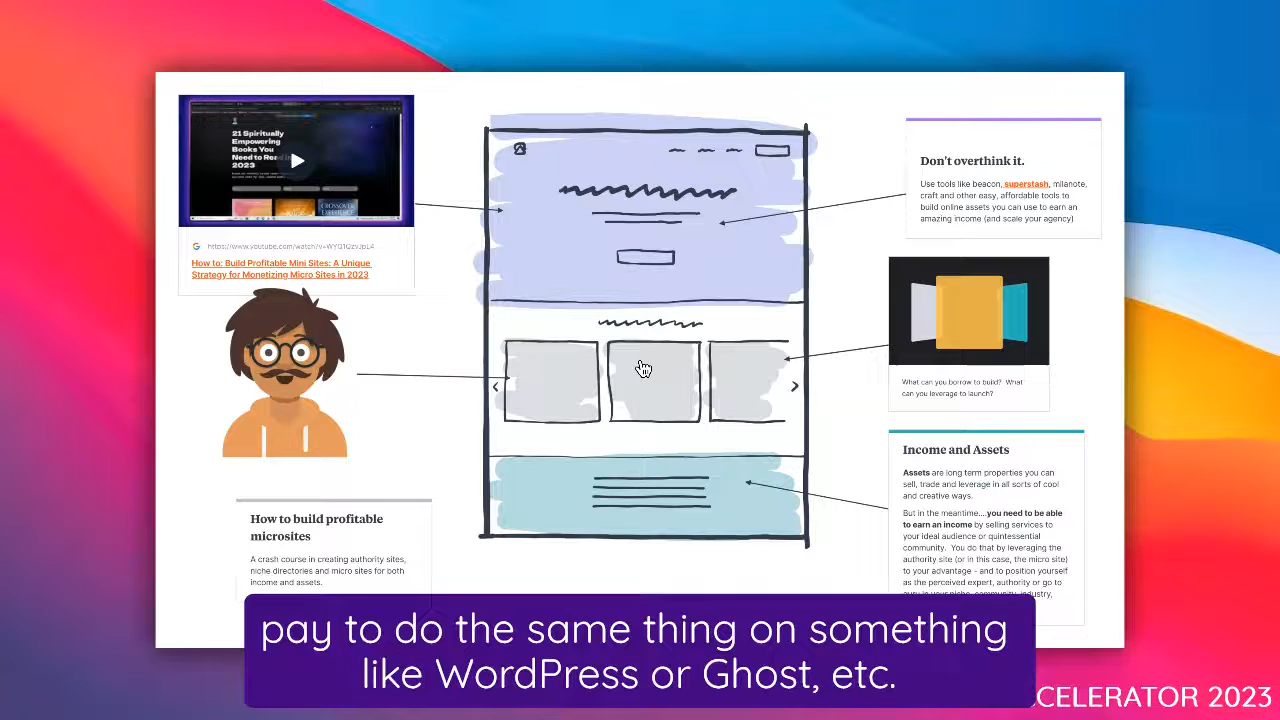 21 Spiritually
Empowering
Books You
Need to Read in
2023
CROSSOVER
EXPERIENCE
https://www.youtube.com/watch?v=
How to: Build Profitable Mini Sites: A Unique
Strategy for Monetizing Micro Sites in 2023
How to build profitable
microsites
A crash course in creating authority sites,
niche directories and micro sites for both
income and assets.
Don't overthink it.
Use tools like beacon, superstash, milanote,
craft and other easy, affordable tools to
build online assets you can use to earn an
amazing income (and scale your agency)
What can you borrow to build? What
can you leverage to launch?
Income and Assets
Assets are long term properties you can
sell, trade and leverage in all sorts of cool
and creative ways.
But in the meantime....you need to be able
to earn an income by selling services to
your ideal audience or quintessential
community. You do that by leveraging the
authority site (or in this case, the micro site)
to your advantage - and to position yourself
as the perceived expert, authority or go to
pay to do the same thing on something
like WordPress or Ghost, etc.
CELERATOR 2023